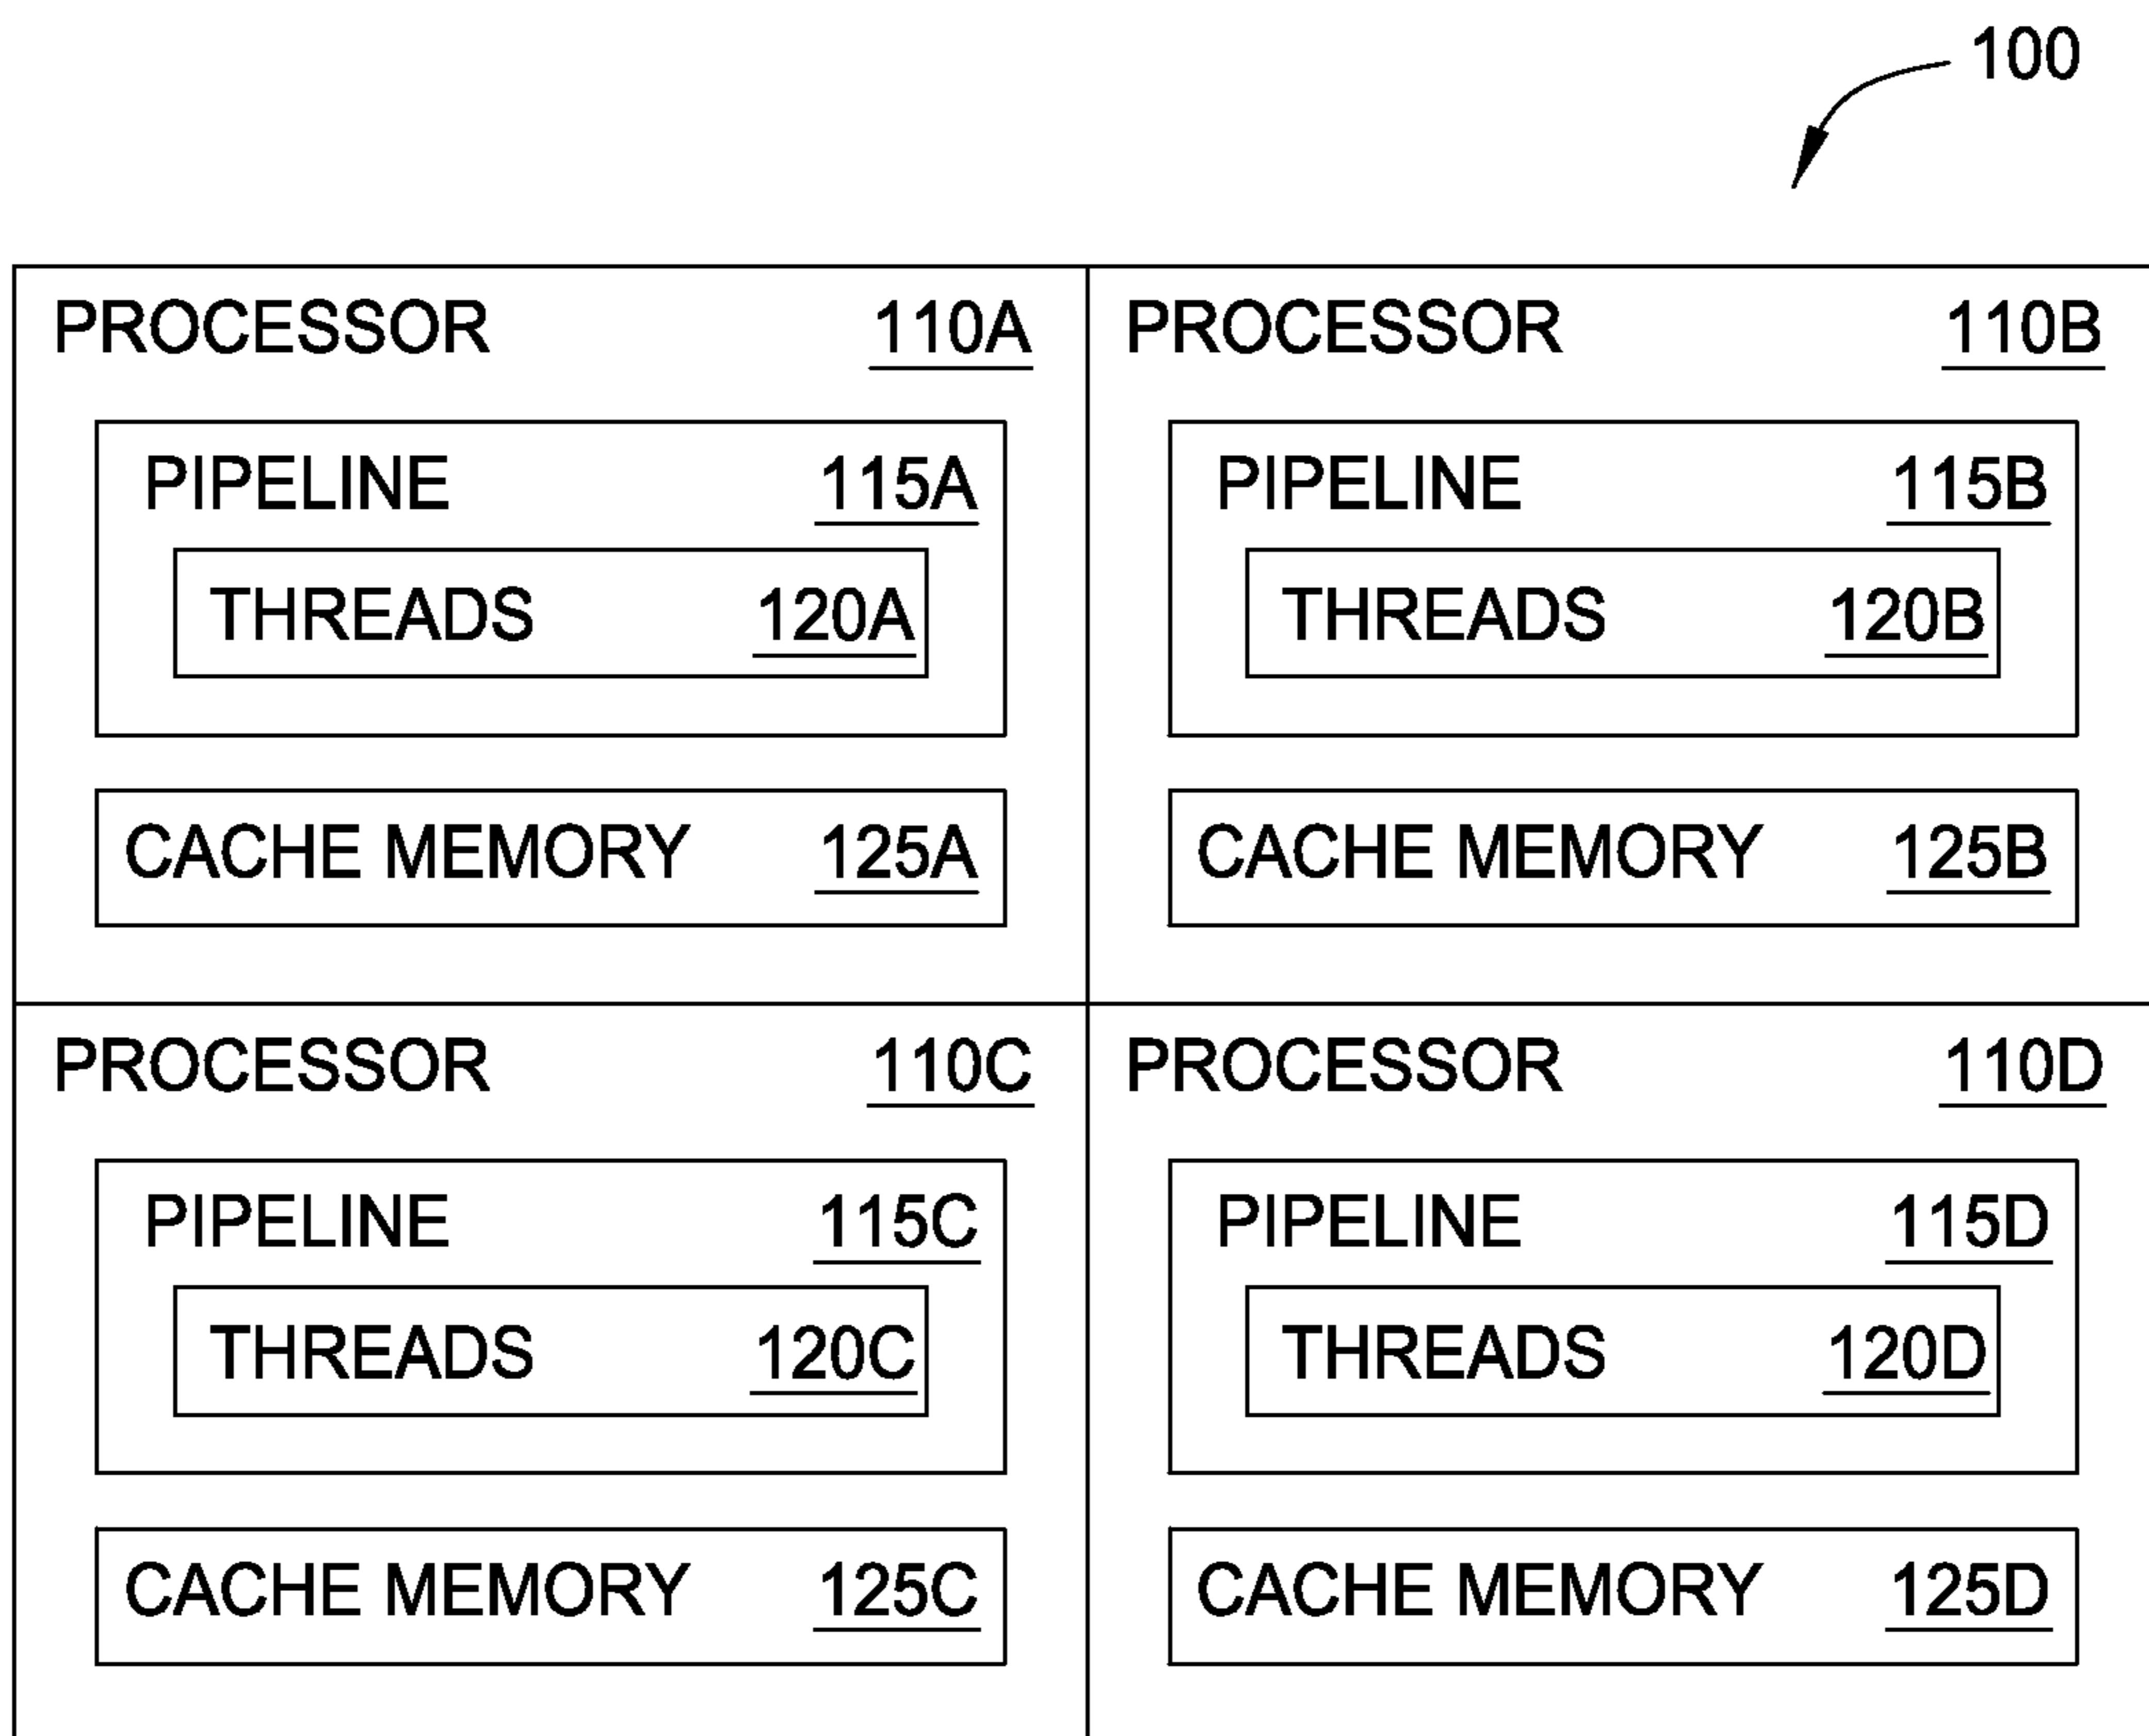 100
PROCESSOR 110A
PIPELINE 115A
THREADS 120A
CACHE MEMORY 125A
PROCESSOR 110B
PIPELINE 115B
THREADS 120B
CACHE MEMORY 125B
PROCESSOR 110C
PIPELINE 115C
THREADS 120C
CACHE MEMORY 125C
PROCESSOR 110D
PIPELINE 115D
THREADS 120D
CACHE MEMORY 125D